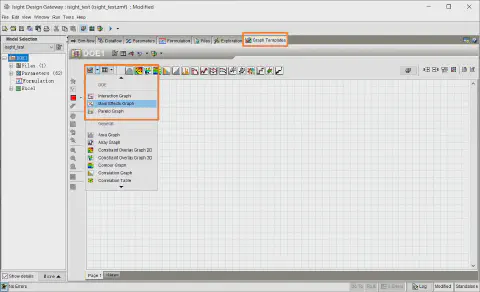 Isight Design Gateway: isight_test (isight_test.zmf) : Modified
File Edit View Window Run Tools Help
Model Selection
Sim-flow Dataflow Parameters Formulation Files Exploration Graph Templates
isight_test
DOE1
DOE1
Files (1)
Parameters (62)
Formulation
Excel
DOE
Interaction Graph
Main Effects Graph
Pareto Graph
General
Area Graph
Array Graph
Constraint Overlay Graph 2D
Constraint Overlay Graph 3D
Contour Graph
Correlation Graph
Correlation Table
Show details
More
Page 1
No Errors
Log Modified Standalone